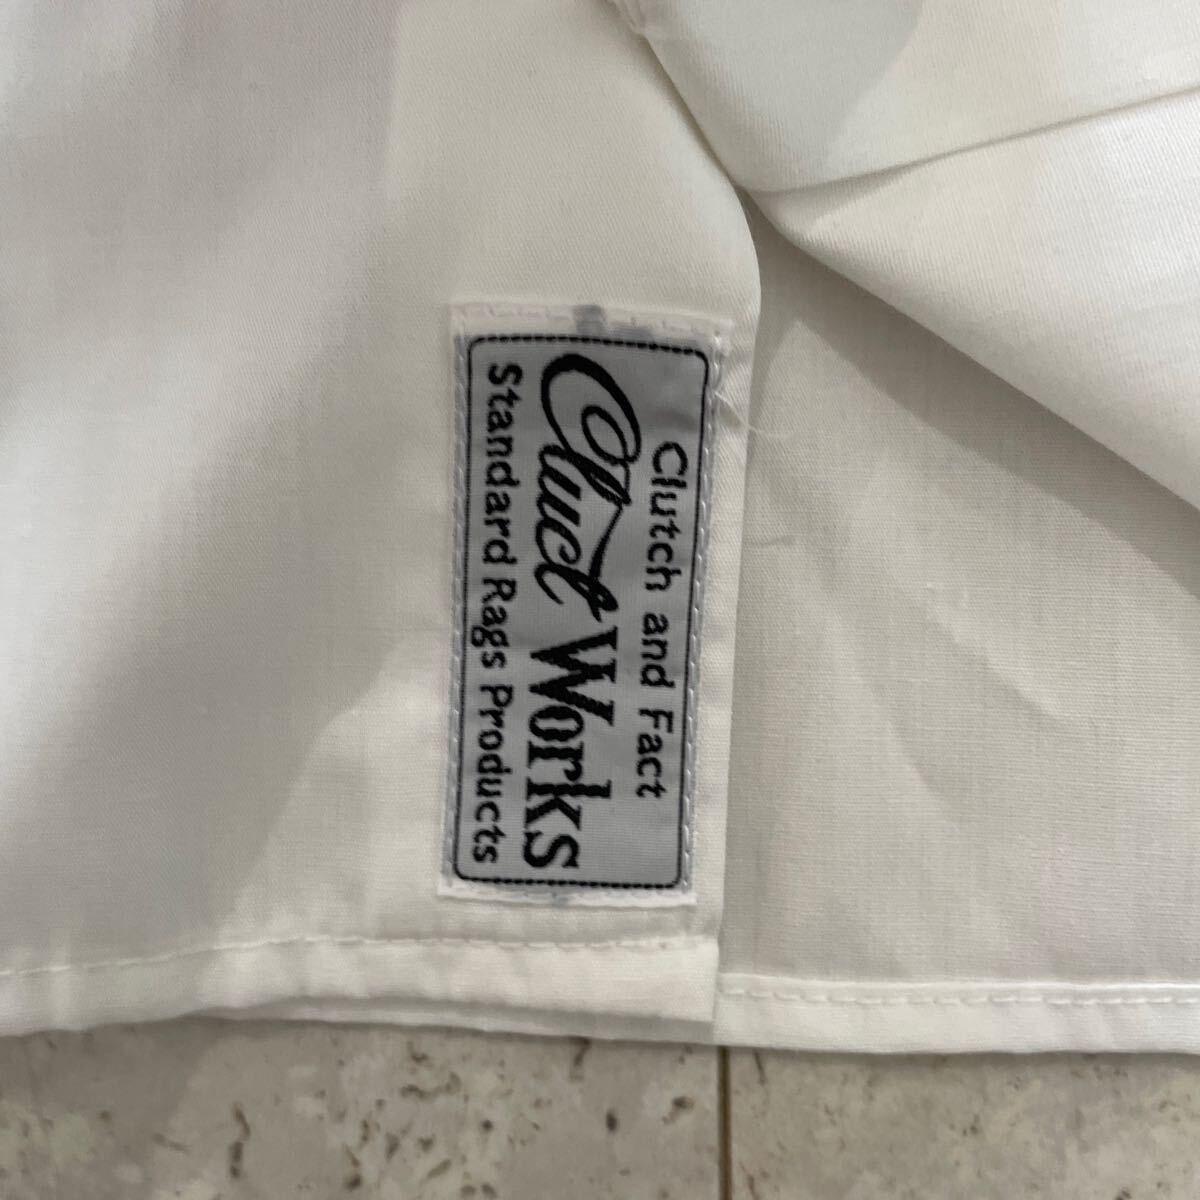 Clutch and Fact
Cluct Works
Standard Rags Products